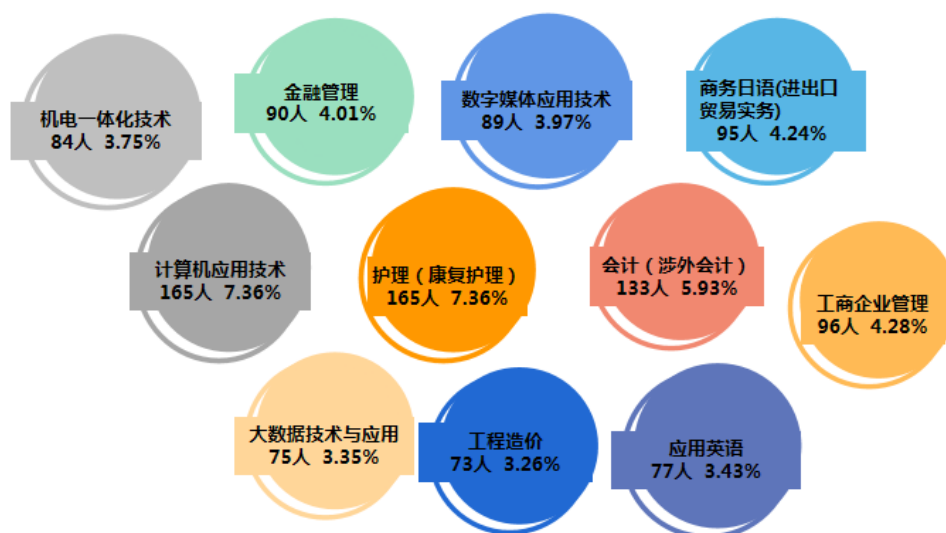 机电一体化技术
84人 3.75%
金融管理
90人 4.01%
数字媒体应用技术
89人 3.97%
商务日语(进出口
贸易实务)
95人 4.24%
计算机应用技术
165人 7.36%
护理（康复护理）
165人 7.36%
会计（涉外会计）
133人 5.93%
工商企业管理
96人 4.28%
大数据技术与应用
75人 3.35%
工程造价
73人 3.26%
应用英语
77人 3.43%